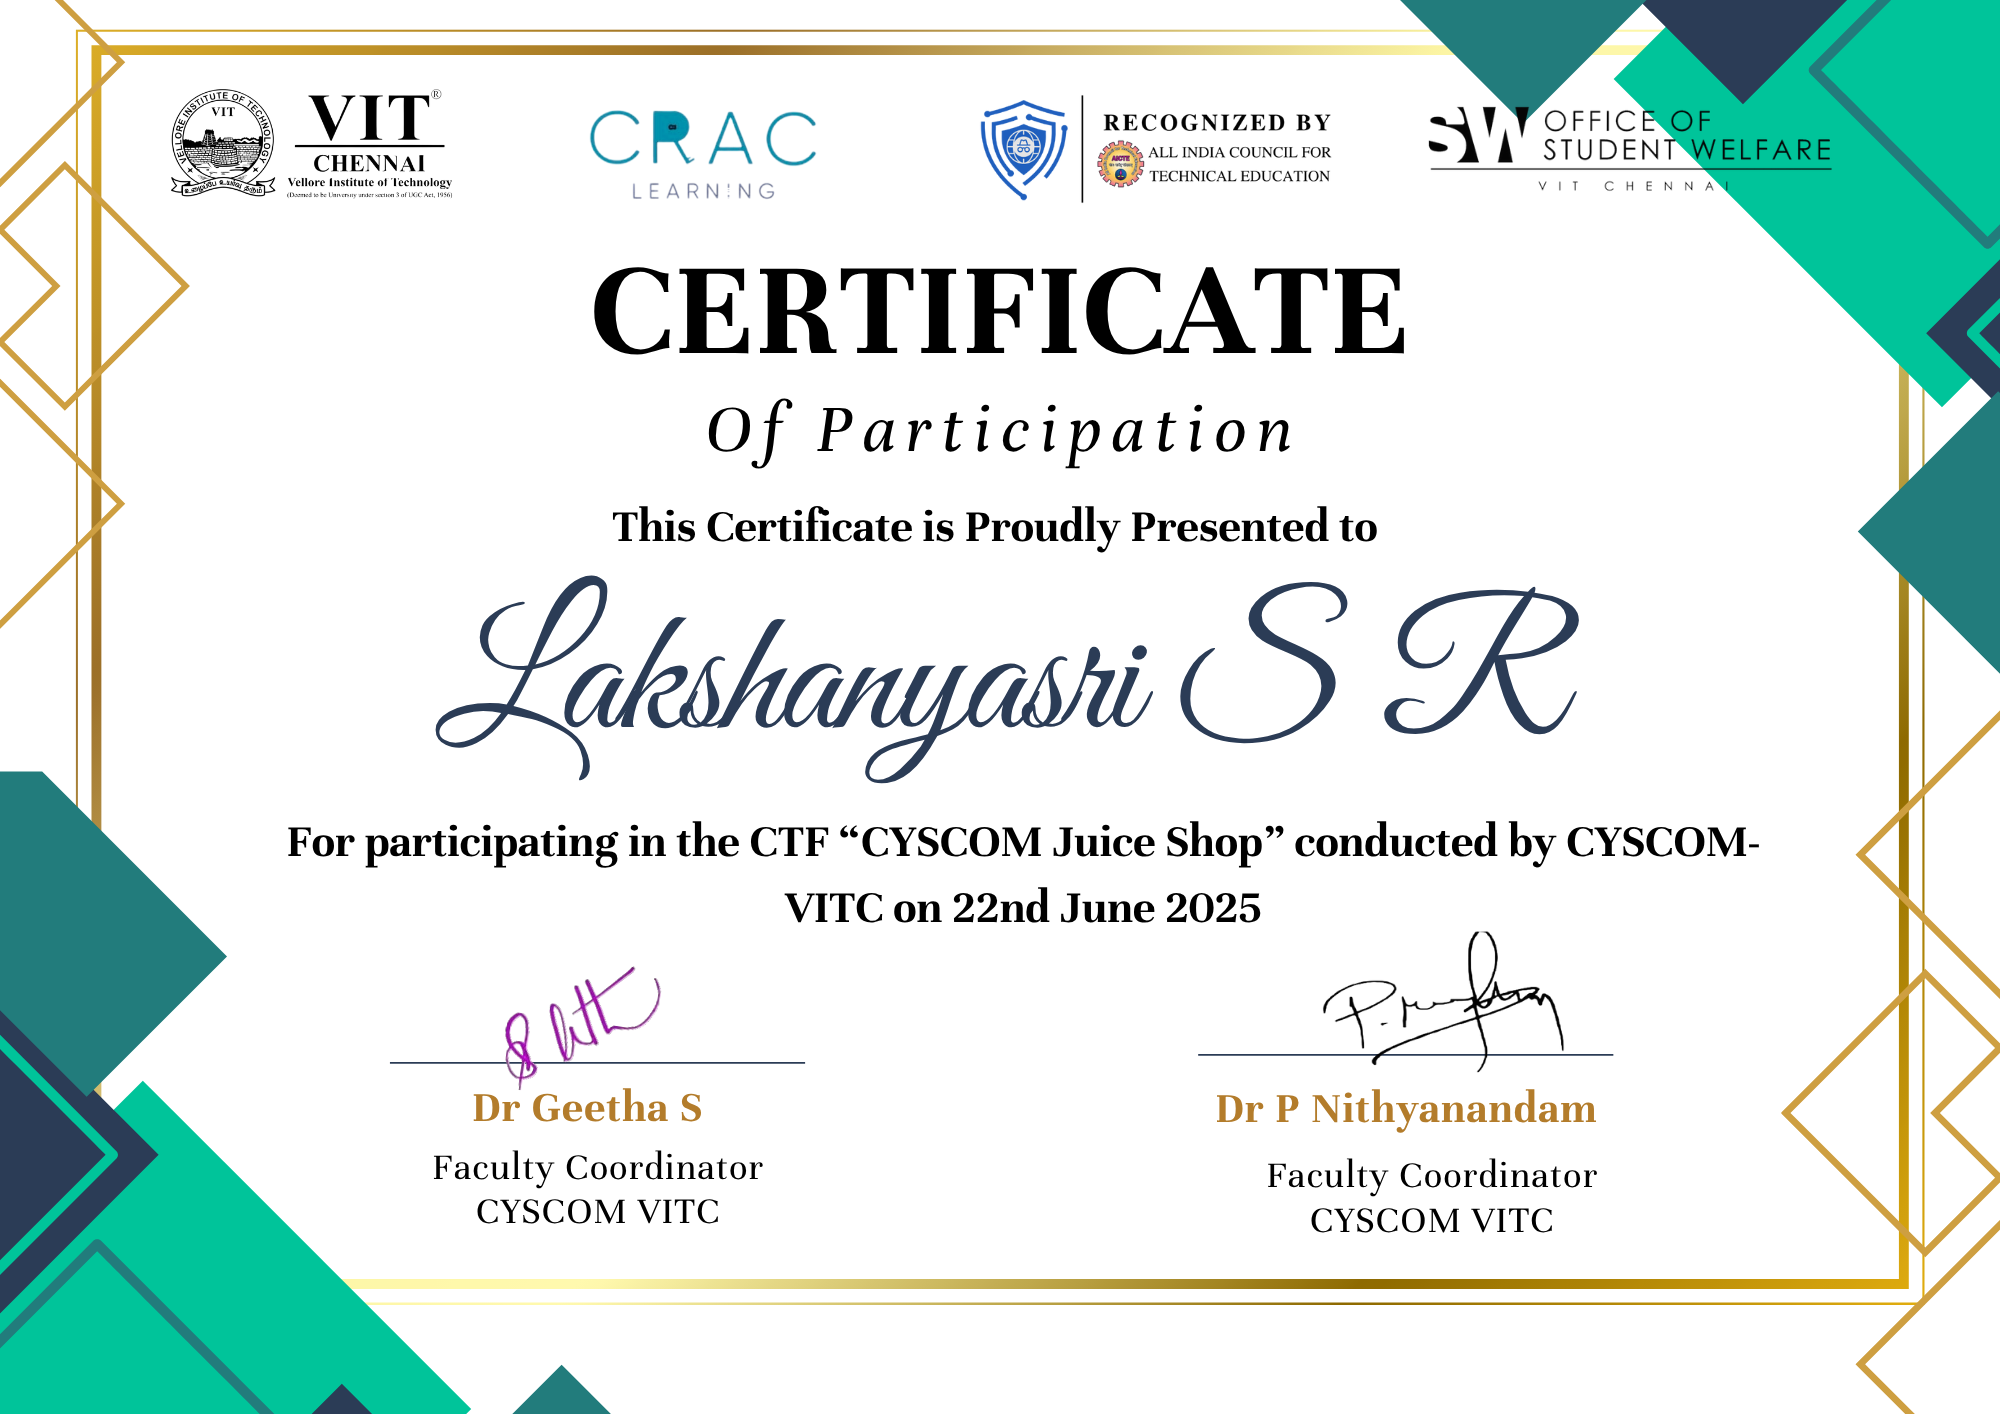 VELLORE INSTITUTE OF TECHNOLOGY
VIT
VIT®
CHENNAI
Vellore Institute of Technology
(Deemed to be University under section 3 of UGC Act, 1956)
CRAC
LEARNING
RECOGNIZED BY
AICTE
ALL INDIA COUNCIL FOR
TECHNICAL EDUCATION
SW
OFFICE OF
STUDENT WELFARE
VIT CHENNAI
CERTIFICATE
Of Participation
This Certificate is Proudly Presented to
Lakshanyasri S R
For participating in the CTF “CYSCOM Juice Shop” conducted by CYSCOM-
VITC on 22nd June 2025
Dr Geetha S
Faculty Coordinator
CYSCOM VITC
Dr P Nithyanandam
Faculty Coordinator
CYSCOM VITC